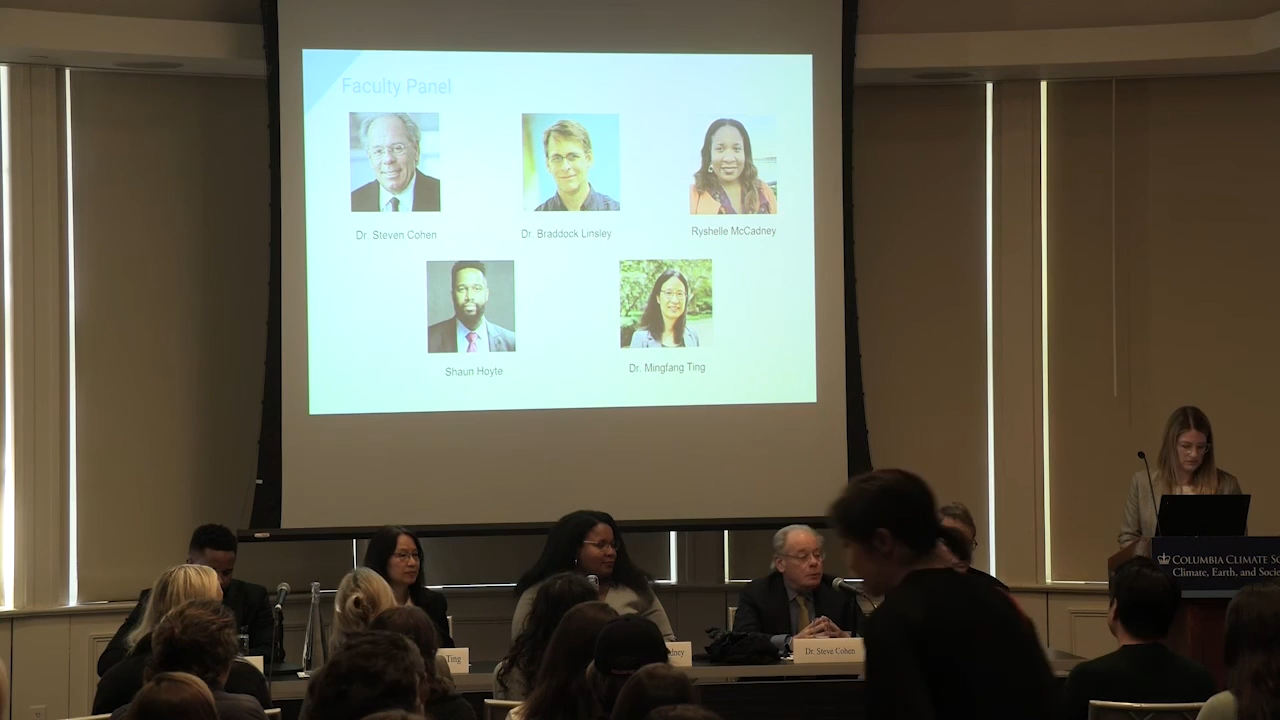 Faculty Panel
Dr. Steven Cohen
Dr. Braddock Linsley
Ryshelle McCadney
Shaun Hoyte
Dr. Mingfang Ting
COLUMBIA CLIMATE
Climate, Earth, and
Ting
Dr. Steve Cohen